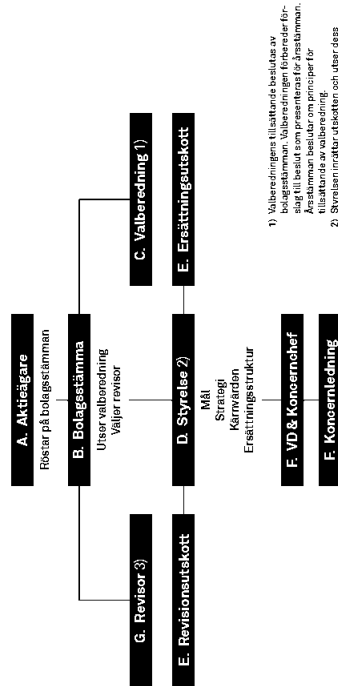 A. Aktieägare
Röstar på bolagsstämman
B. Bolagsstämma
Utser valberedning
Väljer revisor
G. Revisor 3)
C. Valberedning 1)
E. Revisionsutskott
D. Styrelse 2)
E. Ersättningsutskott
Mål
Strategi
Kärnvärden
Ersättningsstruktur
F. VD & Koncernchef
F. Koncernledning
1) Valberedningens tillsättande beslutas av
bolagsstämman. Valberedningen förbereder för-
slag till beslut som presenteras för årsstämman.
Årsstämman beslutar om principer för
tillsättande av valberedning.
2) Styrelsen inrättar utskotten och utser dess